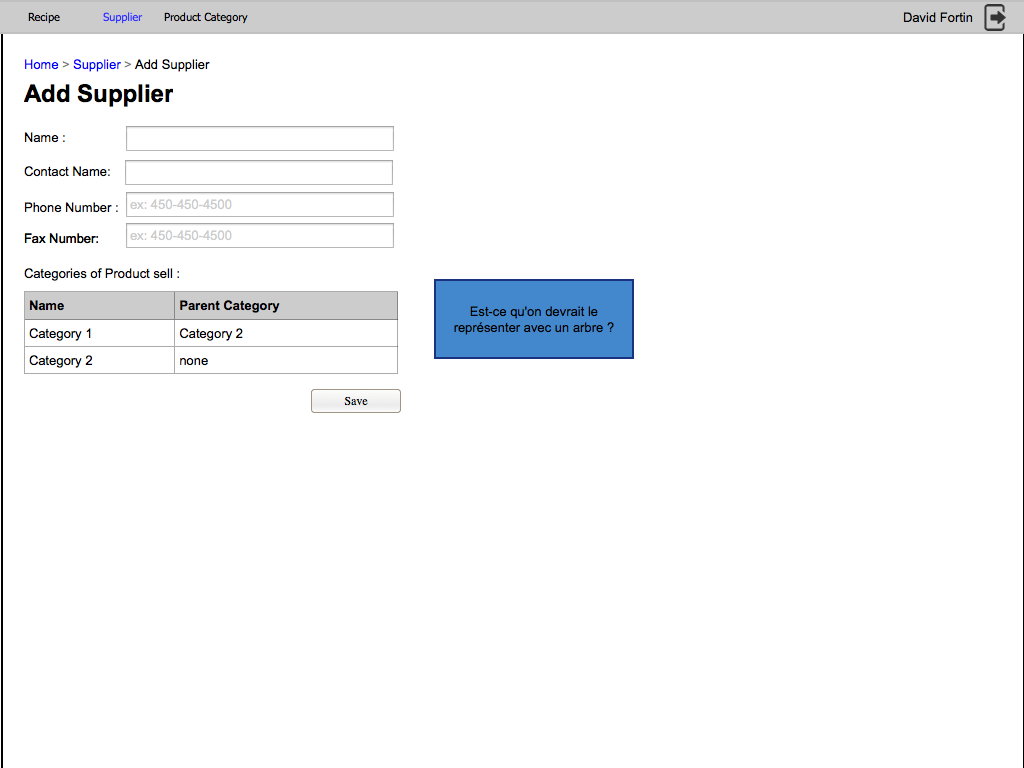 Recipe Supplier Product Category David Fortin
Home > Supplier > Add Supplier
Add Supplier
Name :
Contact Name:
Phone Number : ex: 450-450-4500
Fax Number: ex: 450-450-4500
Categories of Product sell :
Name Parent Category
Category 1 Category 2
Category 2 none
Est-ce qu'on devrait le
représenter avec un arbre ?
Save